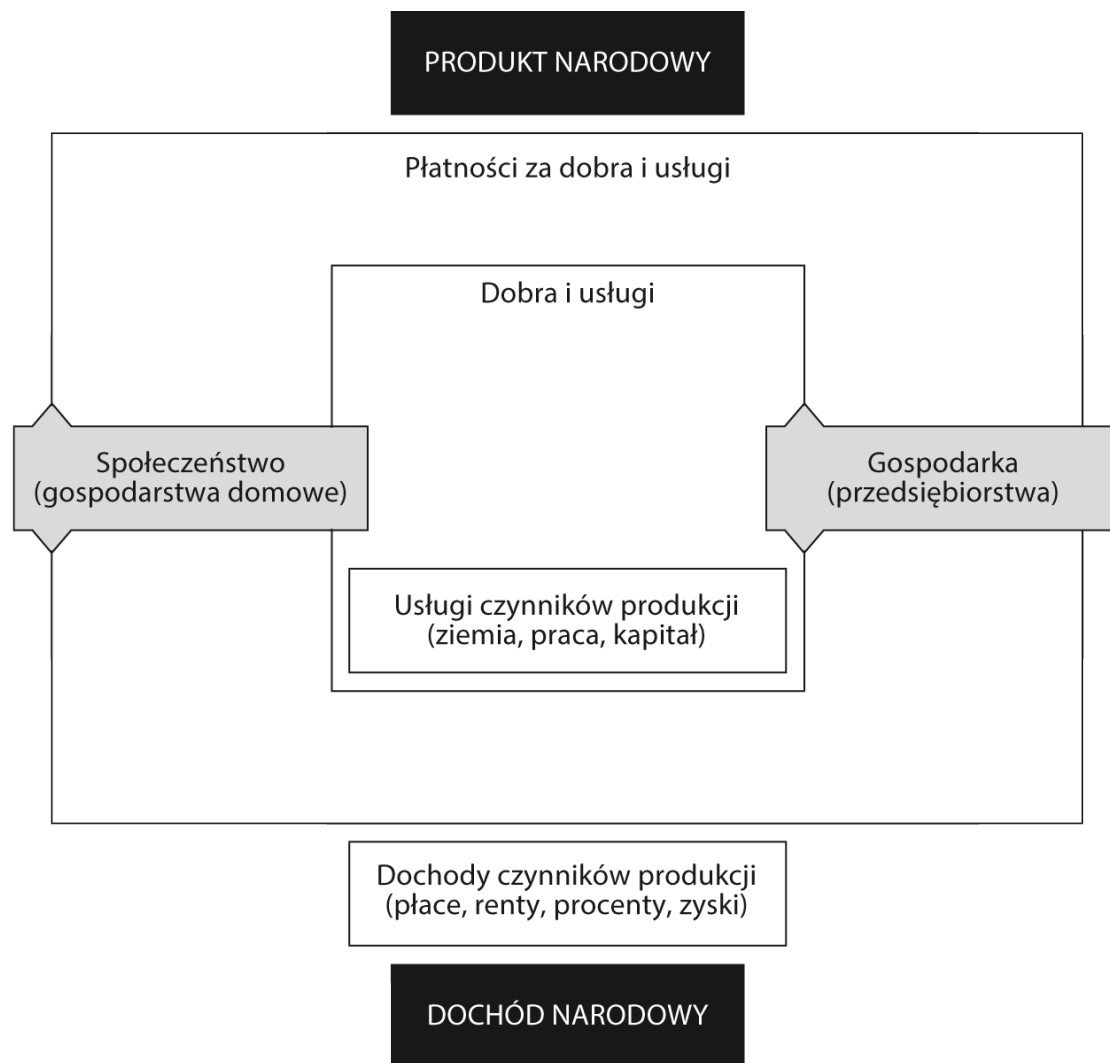 PRODUKT NARODOWY
Płatności za dobra i usługi
Dobra i usługi
Społeczeństwo
(gospodarstwa domowe)
Gospodarka
(przedsiębiorstwa)
Usługi czynników produkcji
(ziemia, praca, kapitał)
Dochody czynników produkcji
(płace, renty, procenty, zyski)
DOCHÓD NARODOWY